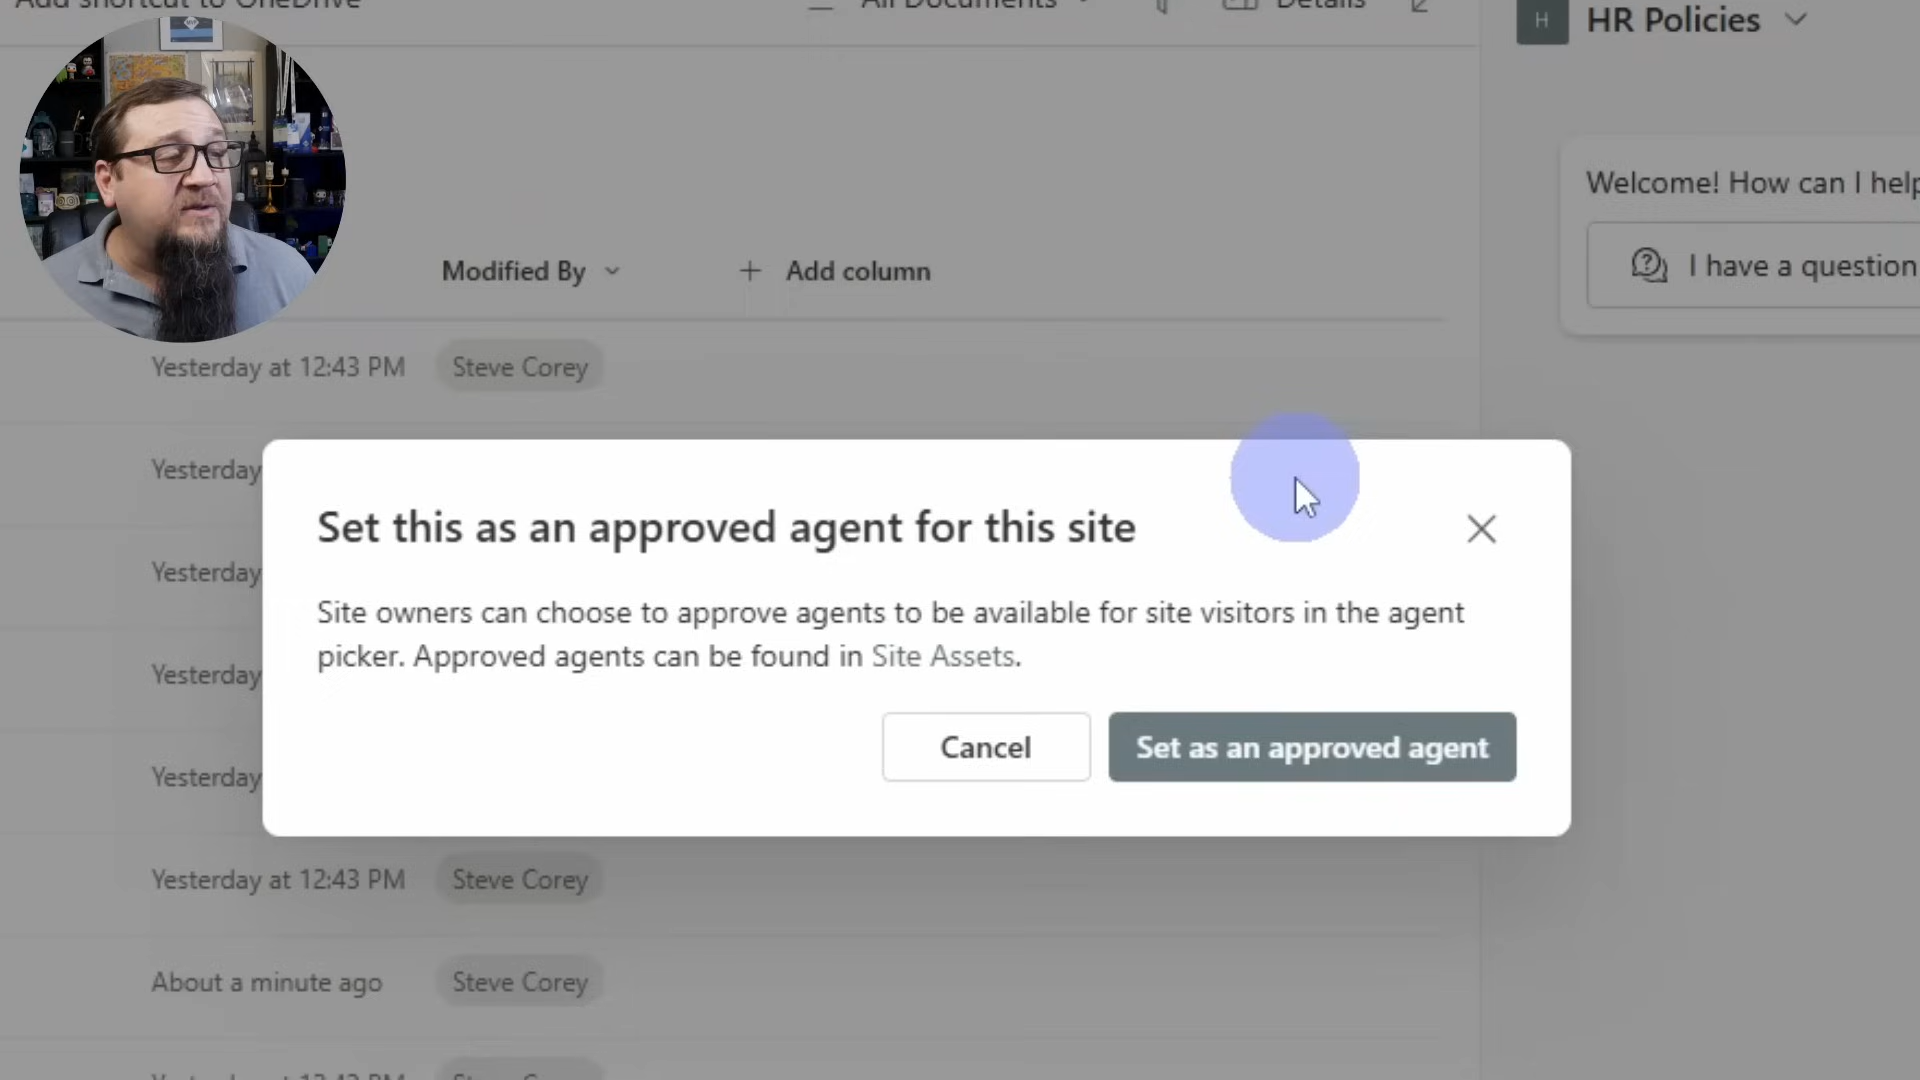 Add shortcut to OneDrive
All Documents
Details
H
HR Policies
Welcome! How can I help
I have a question
Modified By
+ Add column
Yesterday at 12:43 PM
Steve Corey
Yesterday
Set this as an approved agent for this site
Yesterday
Site owners can choose to approve agents to be available for site visitors in the agent
picker. Approved agents can be found in Site Assets.
Yesterday
Cancel
Set as an approved agent
Yesterday
Yesterday at 12:43 PM
Steve Corey
About a minute ago
Steve Corey